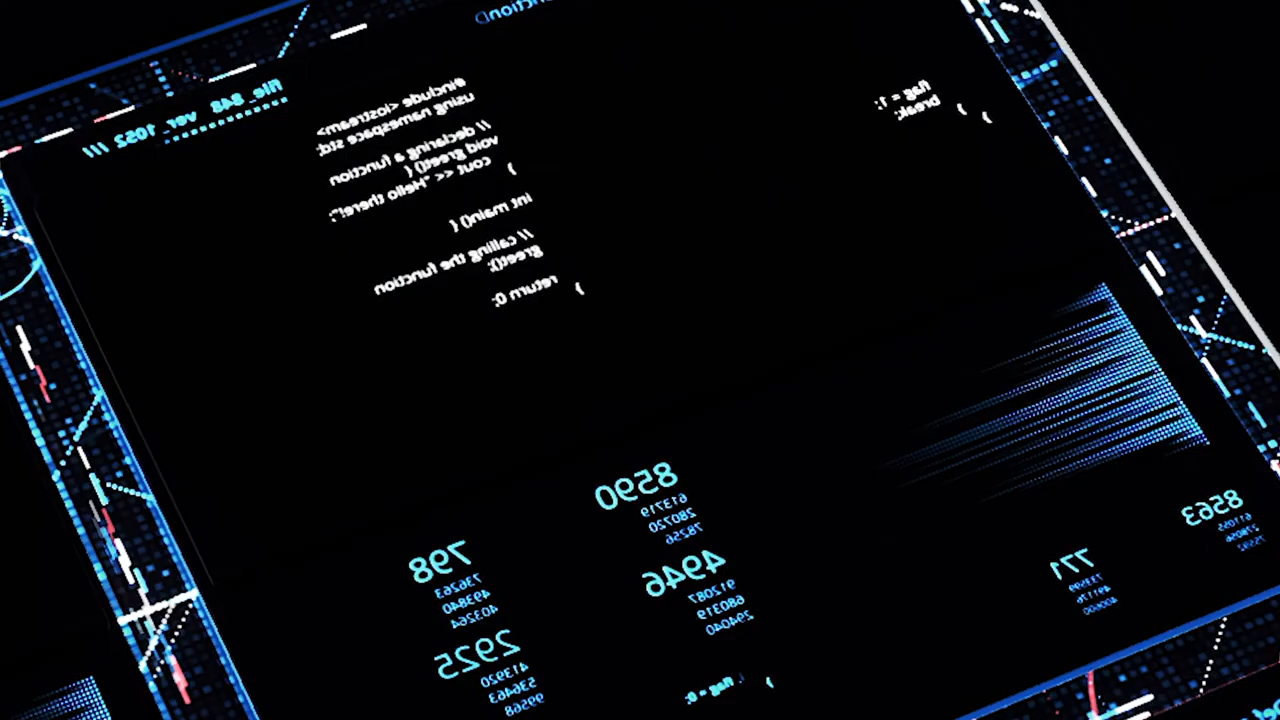 file_848 ver_1052 ///
#include <iostream>
using namespace std;
// declaring a function
void greet() {
cout << "Hello there!";
}
int main() {
// calling the function
greet();
return 0;
}
flag = 1;
break;
}
}
8590
613719
280720
78256
798
736263
493840
403264
4946
912087
680319
294040
2925
413920
536463
99568
flag = 0;
}
8563
771
733599
491176